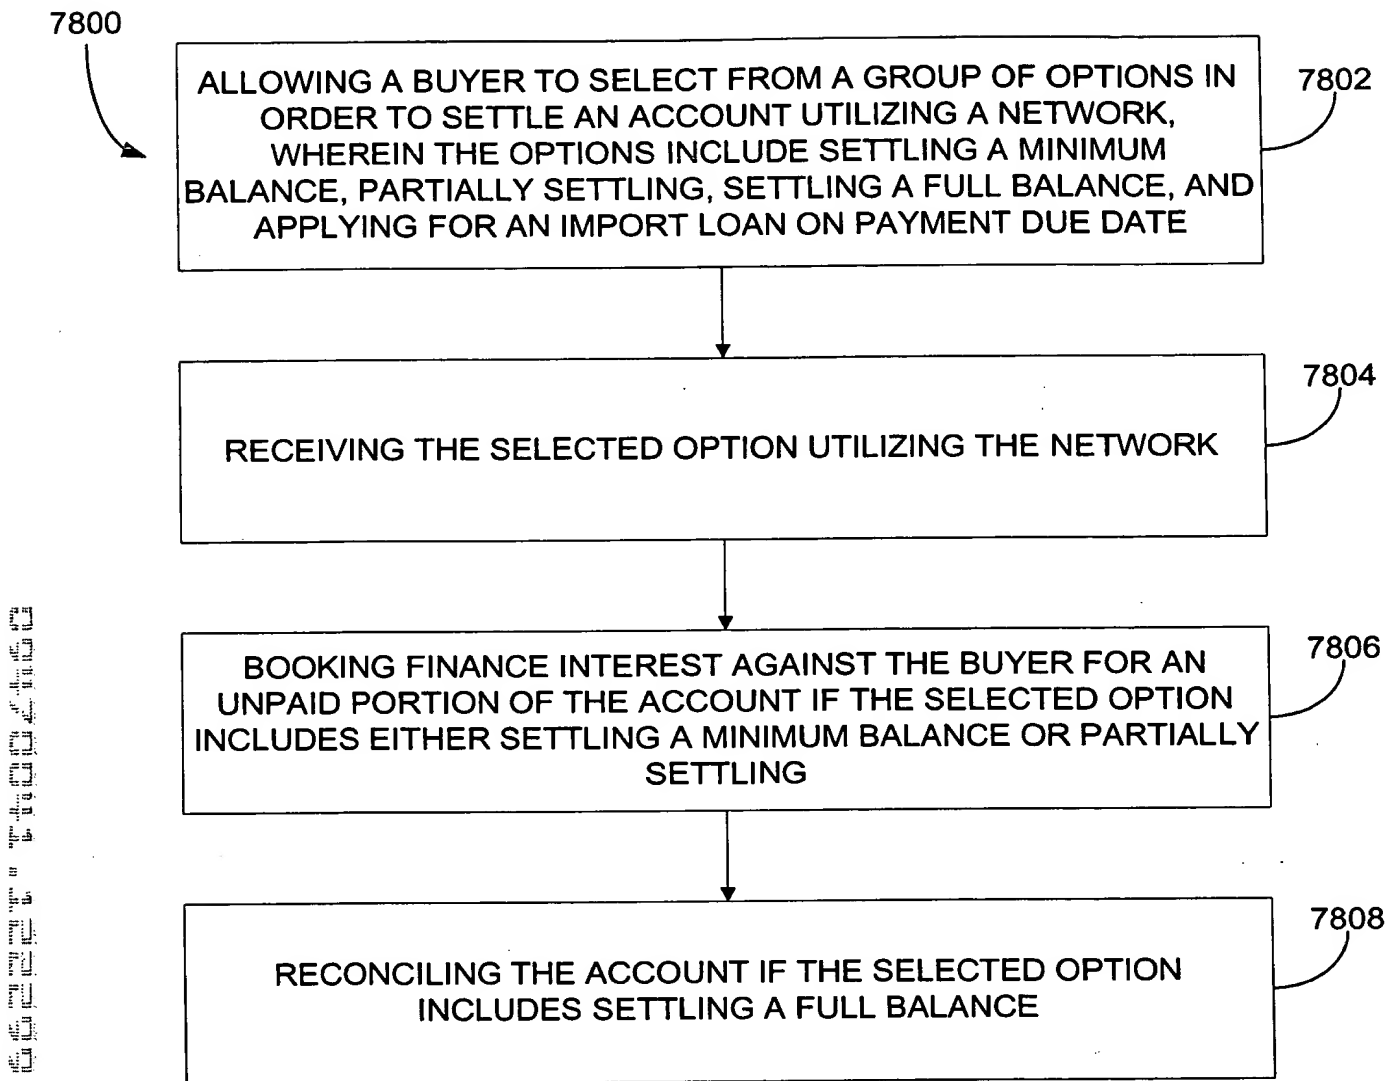 7800
ALLOWING A BUYER TO SELECT FROM A GROUP OF OPTIONS IN
ORDER TO SETTLE AN ACCOUNT UTILIZING A NETWORK,
WHEREIN THE OPTIONS INCLUDE SETTLING A MINIMUM
BALANCE, PARTIALLY SETTLING, SETTLING A FULL BALANCE, AND
APPLYING FOR AN IMPORT LOAN ON PAYMENT DUE DATE
7802
RECEIVING THE SELECTED OPTION UTILIZING THE NETWORK
7804
BOOKING FINANCE INTEREST AGAINST THE BUYER FOR AN
UNPAID PORTION OF THE ACCOUNT IF THE SELECTED OPTION
INCLUDES EITHER SETTLING A MINIMUM BALANCE OR PARTIALLY
SETTLING
7806
RECONCILING THE ACCOUNT IF THE SELECTED OPTION
INCLUDES SETTLING A FULL BALANCE
7808